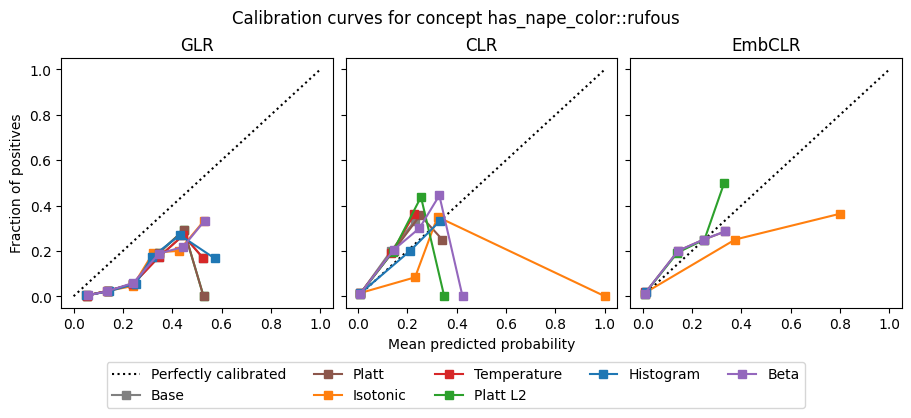 Calibration curves for concept has_nape_color::rufous
GLR
CLR
EmbCLR
Fraction of positives
1.0
0.8
0.6
0.4
0.2
0.0
0.0 0.2 0.4 0.6 0.8 1.0
0.0 0.2 0.4 0.6 0.8 1.0
0.0 0.2 0.4 0.6 0.8 1.0
Mean predicted probability
Perfectly calibrated Platt Temperature Histogram Beta
Base Isotonic Platt L2